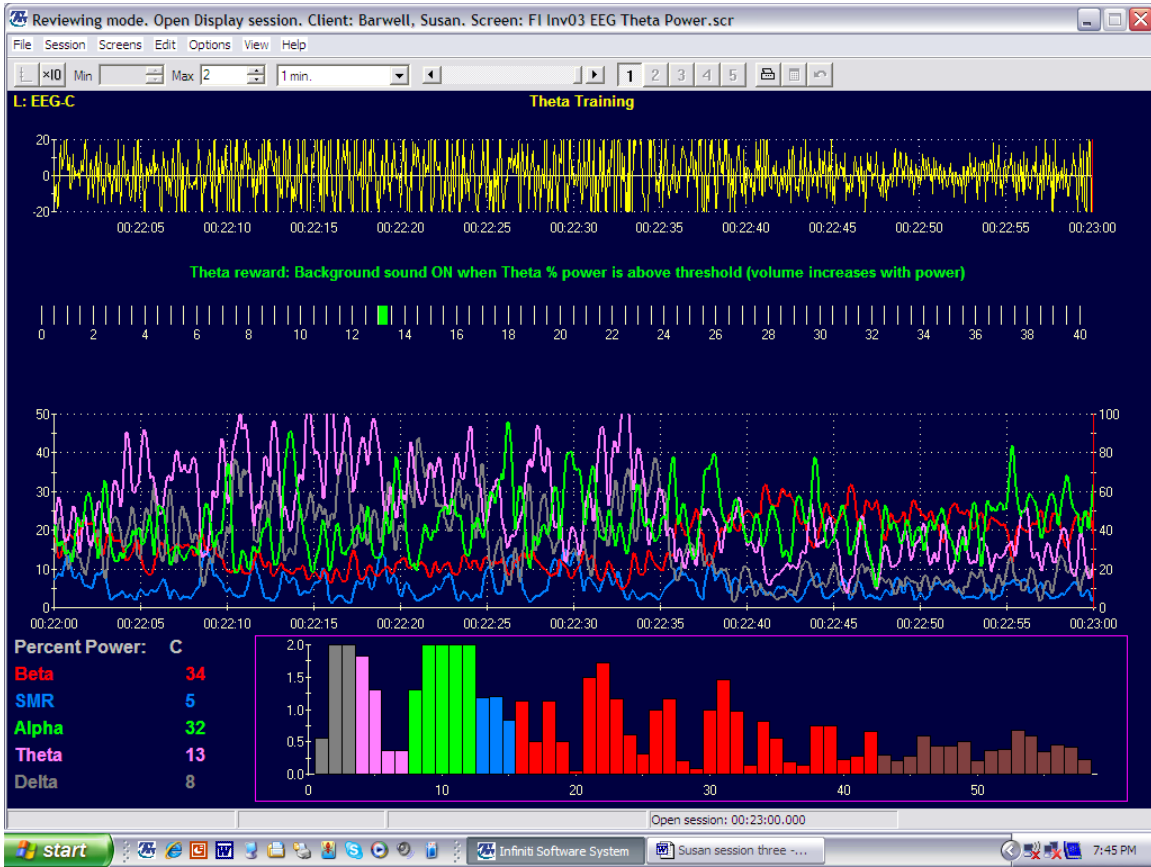 Reviewing mode. Open Display session. Client: Barwell, Susan. Screen: FI Inv03 EEG Theta Power.scr
File Session Screens Edit Options View Help
×10 Min Max 2 1 min. 1 2 3 4 5
L: EEG-C Theta Training
20
0
-20
00:22:05 00:22:10 00:22:15 00:22:20 00:22:25 00:22:30 00:22:35 00:22:40 00:22:45 00:22:50 00:22:55 00:23:00
Theta reward: Background sound ON when Theta % power is above threshold (volume increases with power)
0 2 4 6 8 10 12 14 16 18 20 22 24 26 28 30 32 34 36 38 40
50 100
40 80
30 60
20 40
10 20
0 0
00:22:00 00:22:05 00:22:10 00:22:15 00:22:20 00:22:25 00:22:30 00:22:35 00:22:40 00:22:45 00:22:50 00:22:55 00:23:00
Percent Power: C
Beta 34
SMR 5
Alpha 32
Theta 13
Delta 8
2.0
1.5
1.0
0.5
0.0
0 10 20 30 40 50
Open session: 00:23:00.000
start Infiniti Software System Susan session three -... 7:45 PM